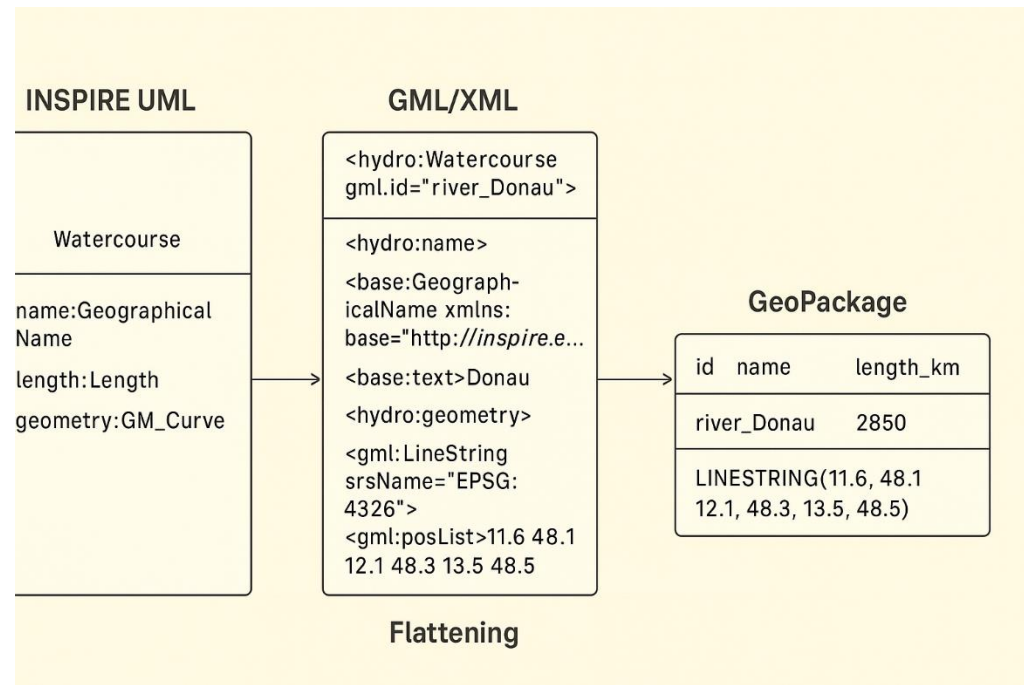 INSPIRE UML
Watercourse
name:Geographical
Name
length:Length
geometry:GM_Curve
GML/XML
<hydro:Watercourse
gml.id="river_Donau">
<hydro:name>
<base:Geograph-
icalName xmlns:
base="http://inspire.e...
<base:text>Donau
<hydro:geometry>
<gml:LineString
srsName="EPSG:
4326">
<gml:posList>11.6 48.1
12.1 48.3 13.5 48.5
Flattening
GeoPackage
id name length_km
river_Donau 2850
LINESTRING(11.6, 48.1
12.1, 48.3, 13.5, 48.5)